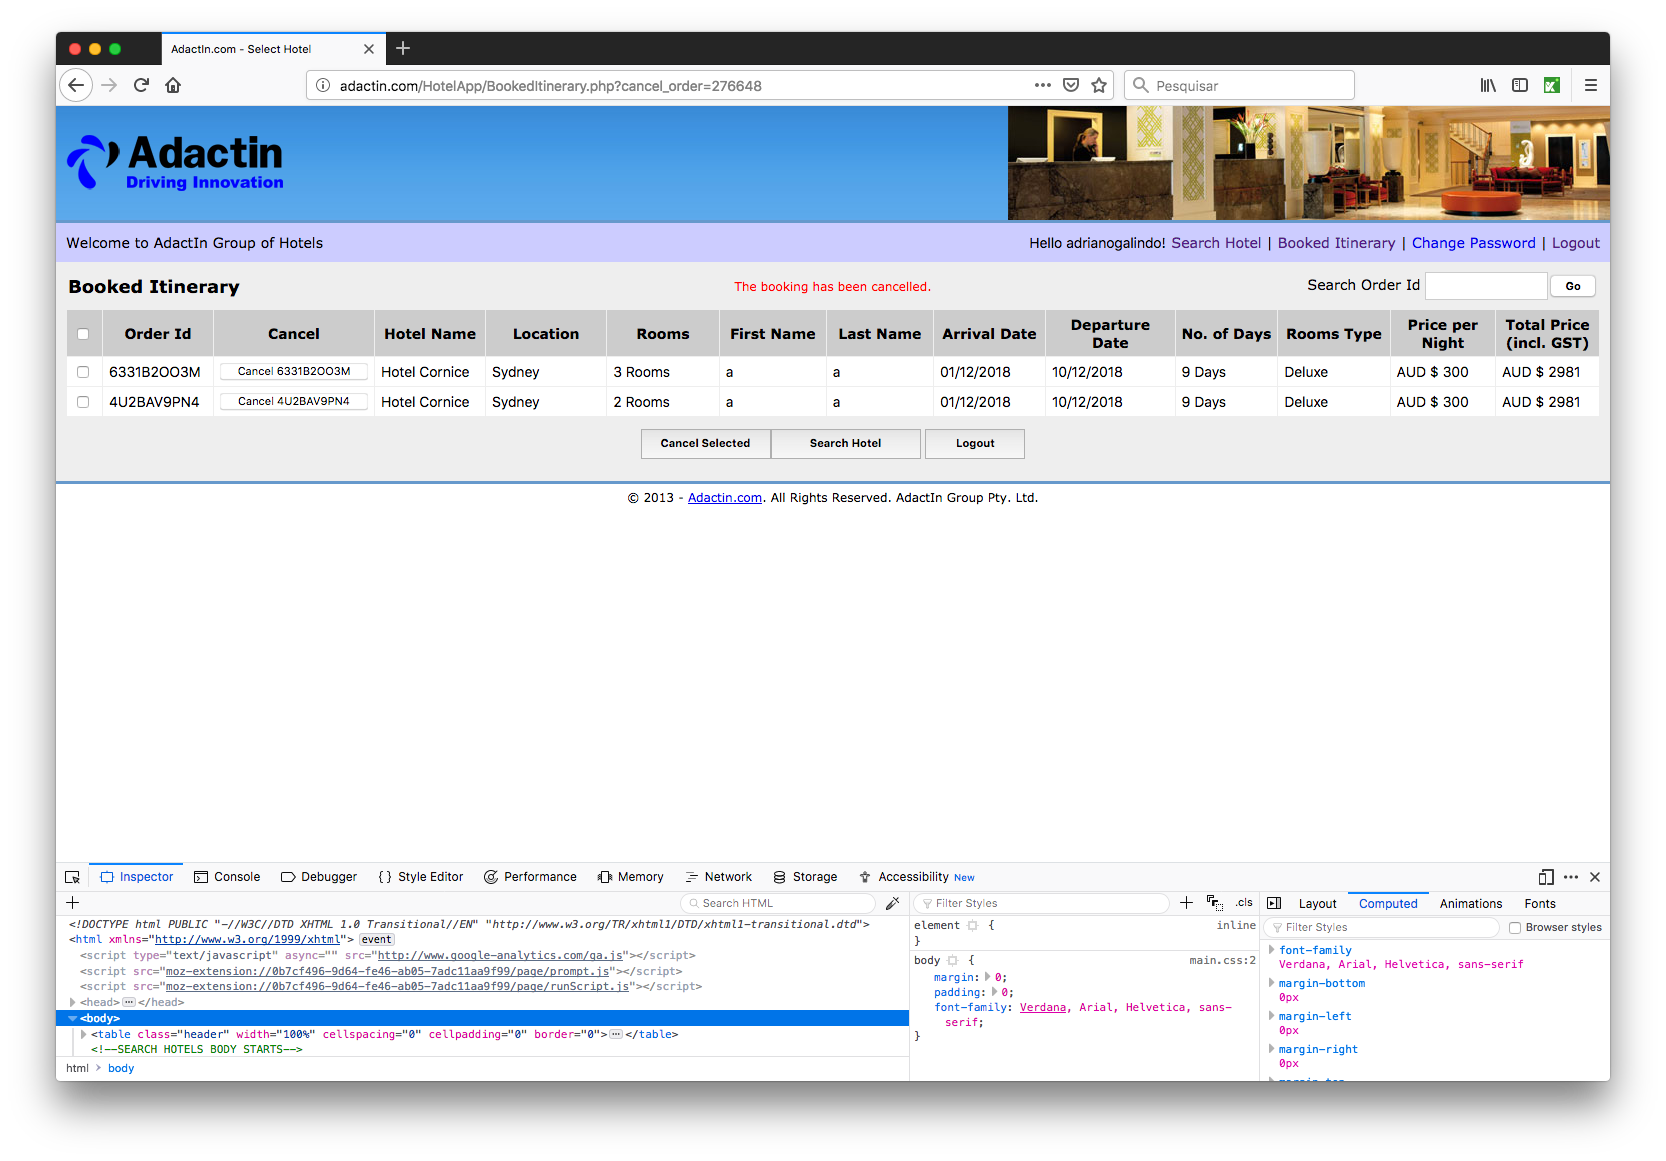 AdactIn.com - Select Hotel
adactin.com/HotelApp/BookedItinerary.php?cancel_order=276648
Pesquisar
Adactin
Driving Innovation
Welcome to AdactIn Group of Hotels
Hello adrianogalindo! Search Hotel | Booked Itinerary | Change Password | Logout
Booked Itinerary
The booking has been cancelled.
Search Order Id
Go
Order Id Cancel Hotel Name Location Rooms First Name Last Name Arrival Date Departure Date No. of Days Rooms Type Price per Night Total Price (incl. GST)
6331B2OO3M Cancel 6331B2OO3M Hotel Cornice Sydney 3 Rooms a a 01/12/2018 10/12/2018 9 Days Deluxe AUD $ 300 AUD $ 2981
4U2BAV9PN4 Cancel 4U2BAV9PN4 Hotel Cornice Sydney 2 Rooms a a 01/12/2018 10/12/2018 9 Days Deluxe AUD $ 300 AUD $ 2981
Cancel Selected Search Hotel Logout
© 2013 - Adactin.com. All Rights Reserved. AdactIn Group Pty. Ltd.
Inspector Console Debugger {} Style Editor Performance Memory Network Storage Accessibility New
Search HTML
<!DOCTYPE html PUBLIC "-//W3C//DTD XHTML 1.0 Transitional//EN" "http://www.w3.org/TR/xhtml1/DTD/xhtml1-transitional.dtd">
<html xmlns="http://www.w3.org/1999/xhtml"> event
<script type="text/javascript" async="" src="http://www.google-analytics.com/ga.js"></script>
<script src="moz-extension://0b7cf496-9d64-fe46-ab05-7adc11aa9f99/page/prompt.js"></script>
<script src="moz-extension://0b7cf496-9d64-fe46-ab05-7adc11aa9f99/page/runScript.js"></script>
<head></head>
<body>
<table class="header" width="100%" cellspacing="0" cellpadding="0" border="0"></table>
<!--SEARCH HOTELS BODY STARTS-->
html > body
Filter Styles
.cls
element { inline
}
body { main.css:2
margin: 0;
padding: 0;
font-family: Verdana, Arial, Helvetica, sans-
serif;
}
Layout Computed Animations Fonts
Filter Styles Browser styles
font-family
Verdana, Arial, Helvetica, sans-serif
margin-bottom
0px
margin-left
0px
margin-right
0px
margin-top